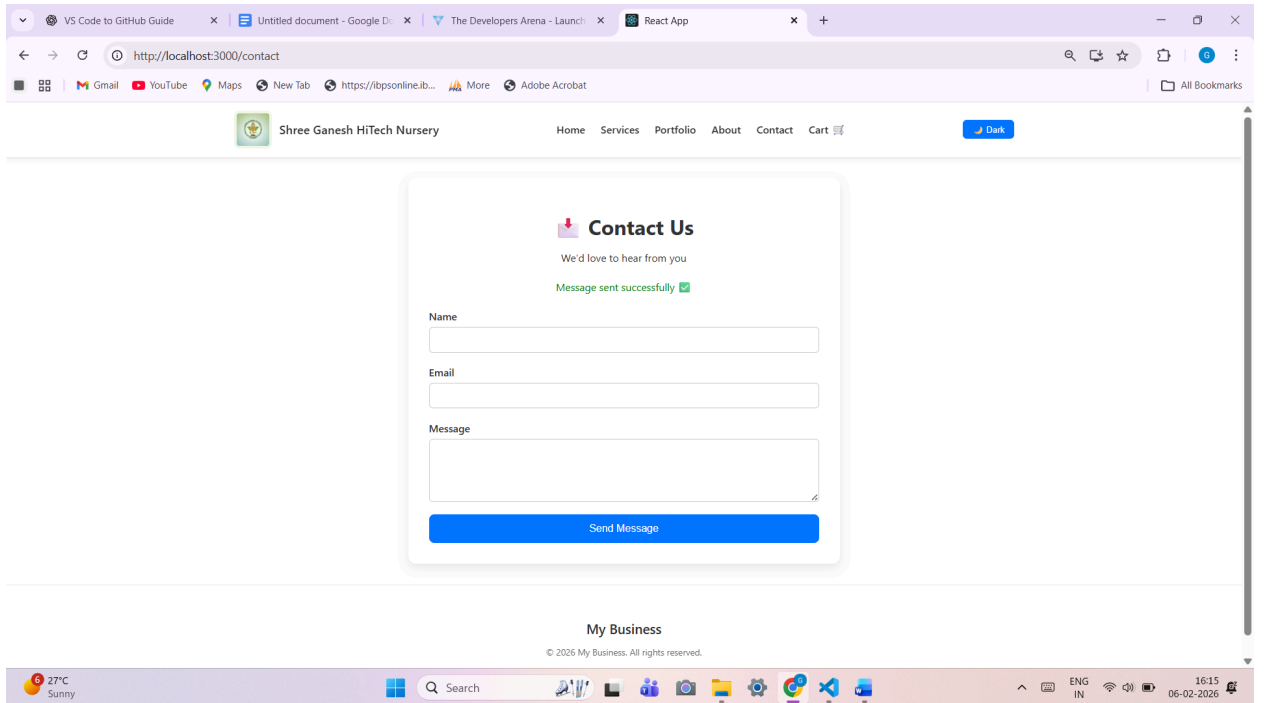 VS Code to GitHub Guide
Untitled document - Google Do
The Developers Arena - Launch
React App
http://localhost:3000/contact
G
Gmail
YouTube
Maps
New Tab
https://ibpsonline.ib...
More
Adobe Acrobat
All Bookmarks
Shree Ganesh HiTech Nursery
Home Services Portfolio About Contact Cart 🛒
🌙 Dark
📩 Contact Us
We'd love to hear from you
Message sent successfully ✅
Name
Email
Message
Send Message
My Business
© 2026 My Business. All rights reserved.
6
27°C
Sunny
Search
ENG
IN
16:15
06-02-2026